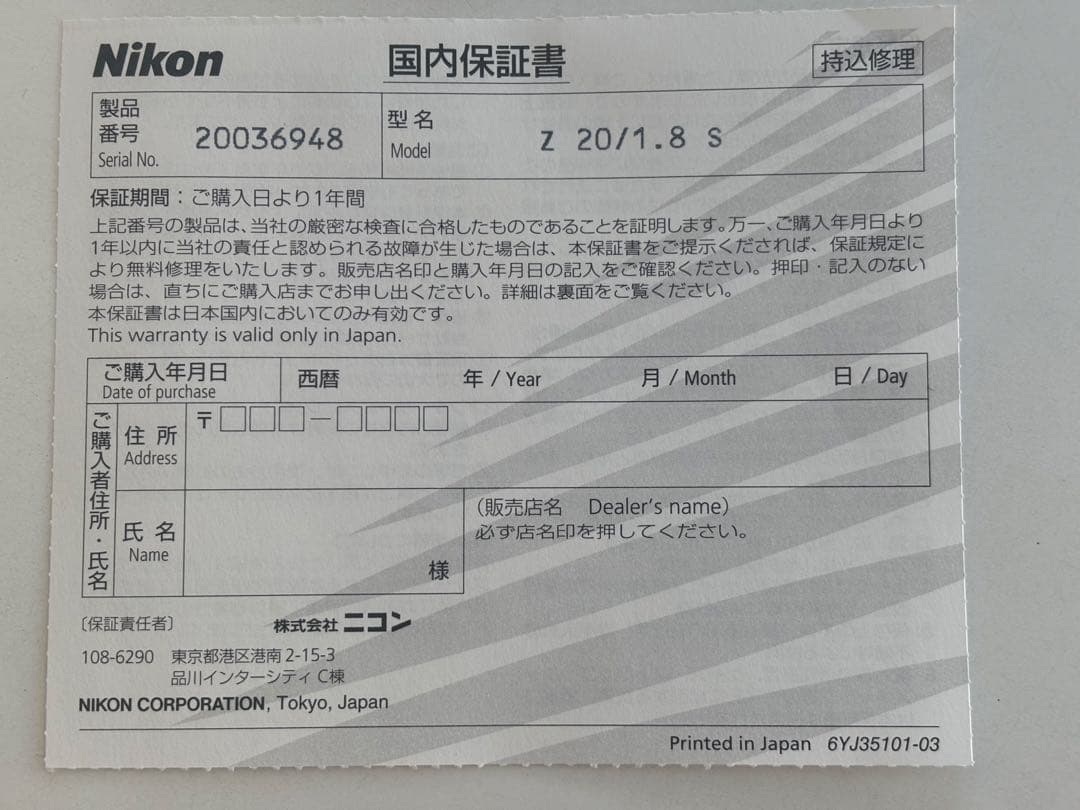 Nikon 国内保証書 持込修理
製品番号 Serial No. 20036948 型名 Model Z 20/1.8 S
保証期間：ご購入日より1年間
上記番号の製品は、当社の厳密な検査に合格したものであることを証明します。万一、ご購入年月日より
1年以内に当社の責任と認められる故障が生じた場合は、本保証書をご提示くだされば、保証規定に
より無料修理をいたします。販売店名印と購入年月日の記入をご確認ください。押印・記入のない
場合は、直ちにご購入店までお申し出ください。詳細は裏面をご覧ください。
本保証書は日本国内においてのみ有効です。
This warranty is valid only in Japan.
ご購入年月日 Date of purchase 西暦 年 / Year 月 / Month 日 / Day
ご購入者住所・氏名
住所 Address 〒□□□－□□□□
氏名 Name 様
（販売店名 Dealer's name）
必ず店名印を押してください。
〔保証責任者〕 株式会社 ニコン
108-6290 東京都港区港南 2-15-3
品川インターシティ C棟
NIKON CORPORATION, Tokyo, Japan
Printed in Japan 6YJ35101-03